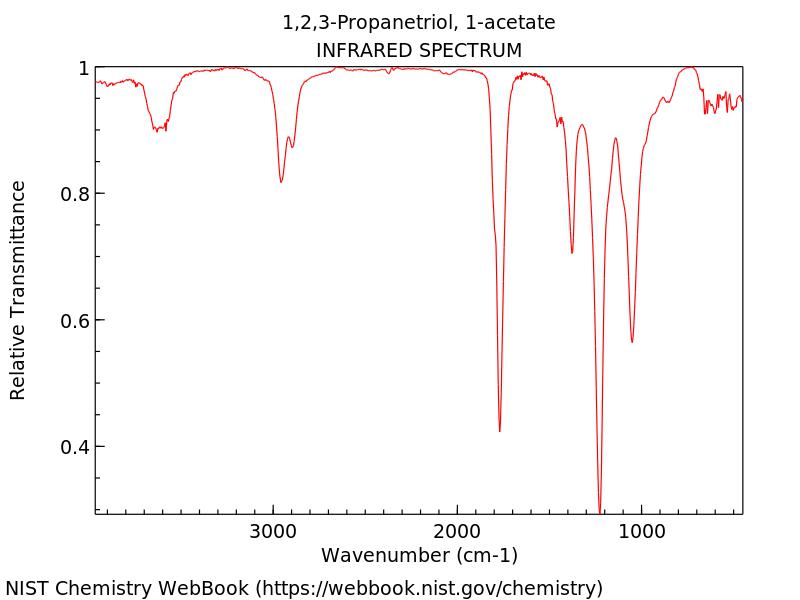 1,2,3-Propanetriol, 1-acetate
INFRARED SPECTRUM
1
0.8
0.6
0.4
Relative Transmittance
3000 2000 1000
Wavenumber (cm-1)
NIST Chemistry WebBook (https://webbook.nist.gov/chemistry)